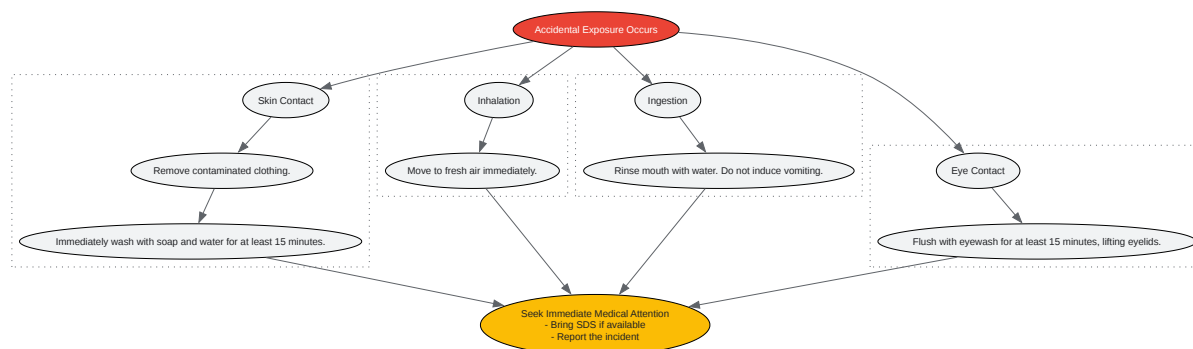 Accidental Exposure Occurs
Skin Contact
Inhalation
Ingestion
Remove contaminated clothing.
Move to fresh air immediately.
Rinse mouth with water. Do not induce vomiting.
Eye Contact
Immediately wash with soap and water for at least 15 minutes.
Flush with eyewash for at least 15 minutes, lifting eyelids.
Seek Immediate Medical Attention
- Bring SDS if available
- Report the incident